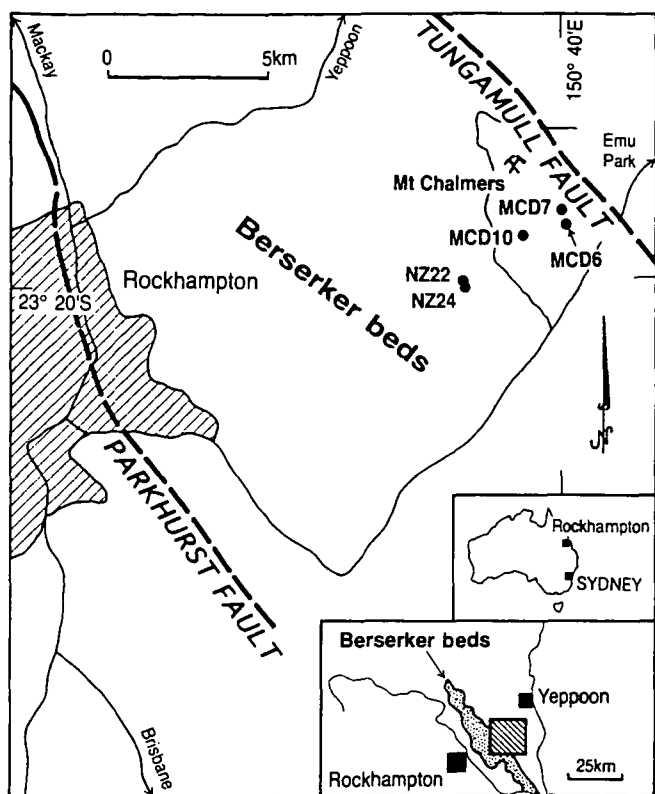 Mackay
0 5km
Yeppoon
TUNGAMULL FAULT
150° 40'E
Emu
Park
Mt Chalmers
MCD7
MCD10
MCD6
Berserker beds
Rockhampton
NZ22
NZ24
23° 20'S
N
PARKHURST FAULT
Rockhampton
SYDNEY
Berserker beds
Yeppoon
Rockhampton
25km
Brisbane